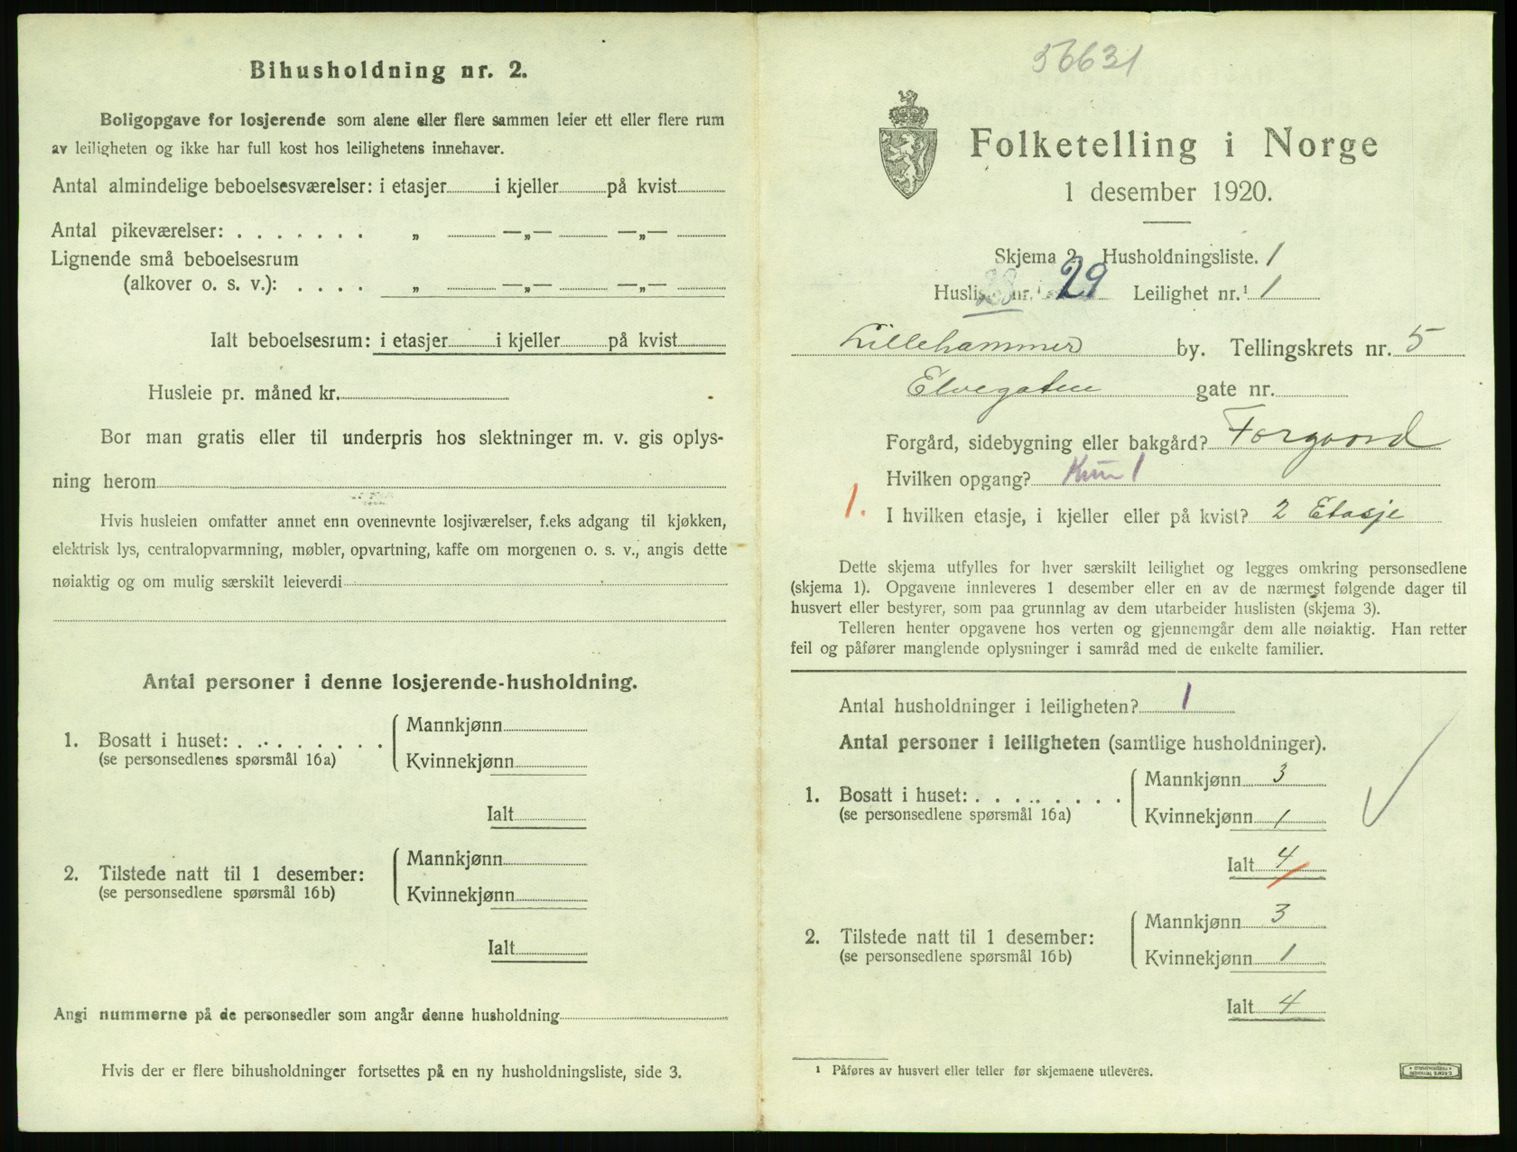 Bihusholdning nr. 2.
Boligopgave for losjerende som alene eller flere sammen leier ett eller flere rum
av leiligheten og ikke har full kost hos leilighetens innehaver.
Antal almindelige beboelsesværelser: i etasjer i kjeller på kvist
Antal pikeværelser: . . . . . . . „ —„— —„—
Lignende små beboelsesrum
(alkover o. s. v.): . . . . „ —„— —„—
Ialt beboelsesrum: i etasjer i kjeller på kvist
Husleie pr. måned kr.
Bor man gratis eller til underpris hos slektninger m. v. gis oplys-
ning herom
Hvis husleien omfatter annet enn ovennevnte losjiværelser, f.eks adgang til kjøkken,
elektrisk lys, centralopvarmning, møbler, opvartning, kaffe om morgenen o. s. v., angis dette
nøiaktig og om mulig særskilt leieverdi
Antal personer i denne losjerende-husholdning.
1. Bosatt i huset: . . . . . . . .
(se personsedlenes spørsmål 16a)
Mannkjønn
Kvinnekjønn
Ialt
2. Tilstede natt til 1 desember:
(se personsedlene spørsmål 16b)
Mannkjønn
Kvinnekjønn
Ialt
Angi nummerne på de personsedler som angår denne husholdning
Hvis der er flere bihusholdninger fortsettes på en ny husholdningsliste, side 3.
56631
Folketelling i Norge
1 desember 1920.
Skjema 2 Husholdningsliste. 1
Huslis nr. 29 Leilighet nr.¹ 1
Lillehammer by. Tellingskrets nr. 5
Elvegaten gate nr.
Forgård, sidebygning eller bakgård? Forgaard
Hvilken opgang? Kun 1
1. I hvilken etasje, i kjeller eller på kvist? 2 Etasje
Dette skjema utfylles for hver særskilt leilighet og legges omkring personsedlene
(skjema 1). Opgavene innleveres 1 desember eller en av de nærmest følgende dager til
husvert eller bestyrer, som paa grunnlag av dem utarbeider huslisten (skjema 3).
Telleren henter opgavene hos verten og gjennemgår dem alle nøiaktig. Han retter
feil og påfører manglende oplysninger i samråd med de enkelte familier.
Antal husholdninger i leiligheten? 1
Antal personer i leiligheten (samtlige husholdninger).
1. Bosatt i huset: . . . . . . . . .
(se personsedlene spørsmål 16a)
Mannkjønn 3
Kvinnekjønn 1
Ialt 4
2. Tilstede natt til 1 desember:
(se personsedlene spørsmål 16b)
Mannkjønn 3
Kvinnekjønn 1
Ialt 4
¹ Påføres av husvert eller teller før skjemaene utleveres.